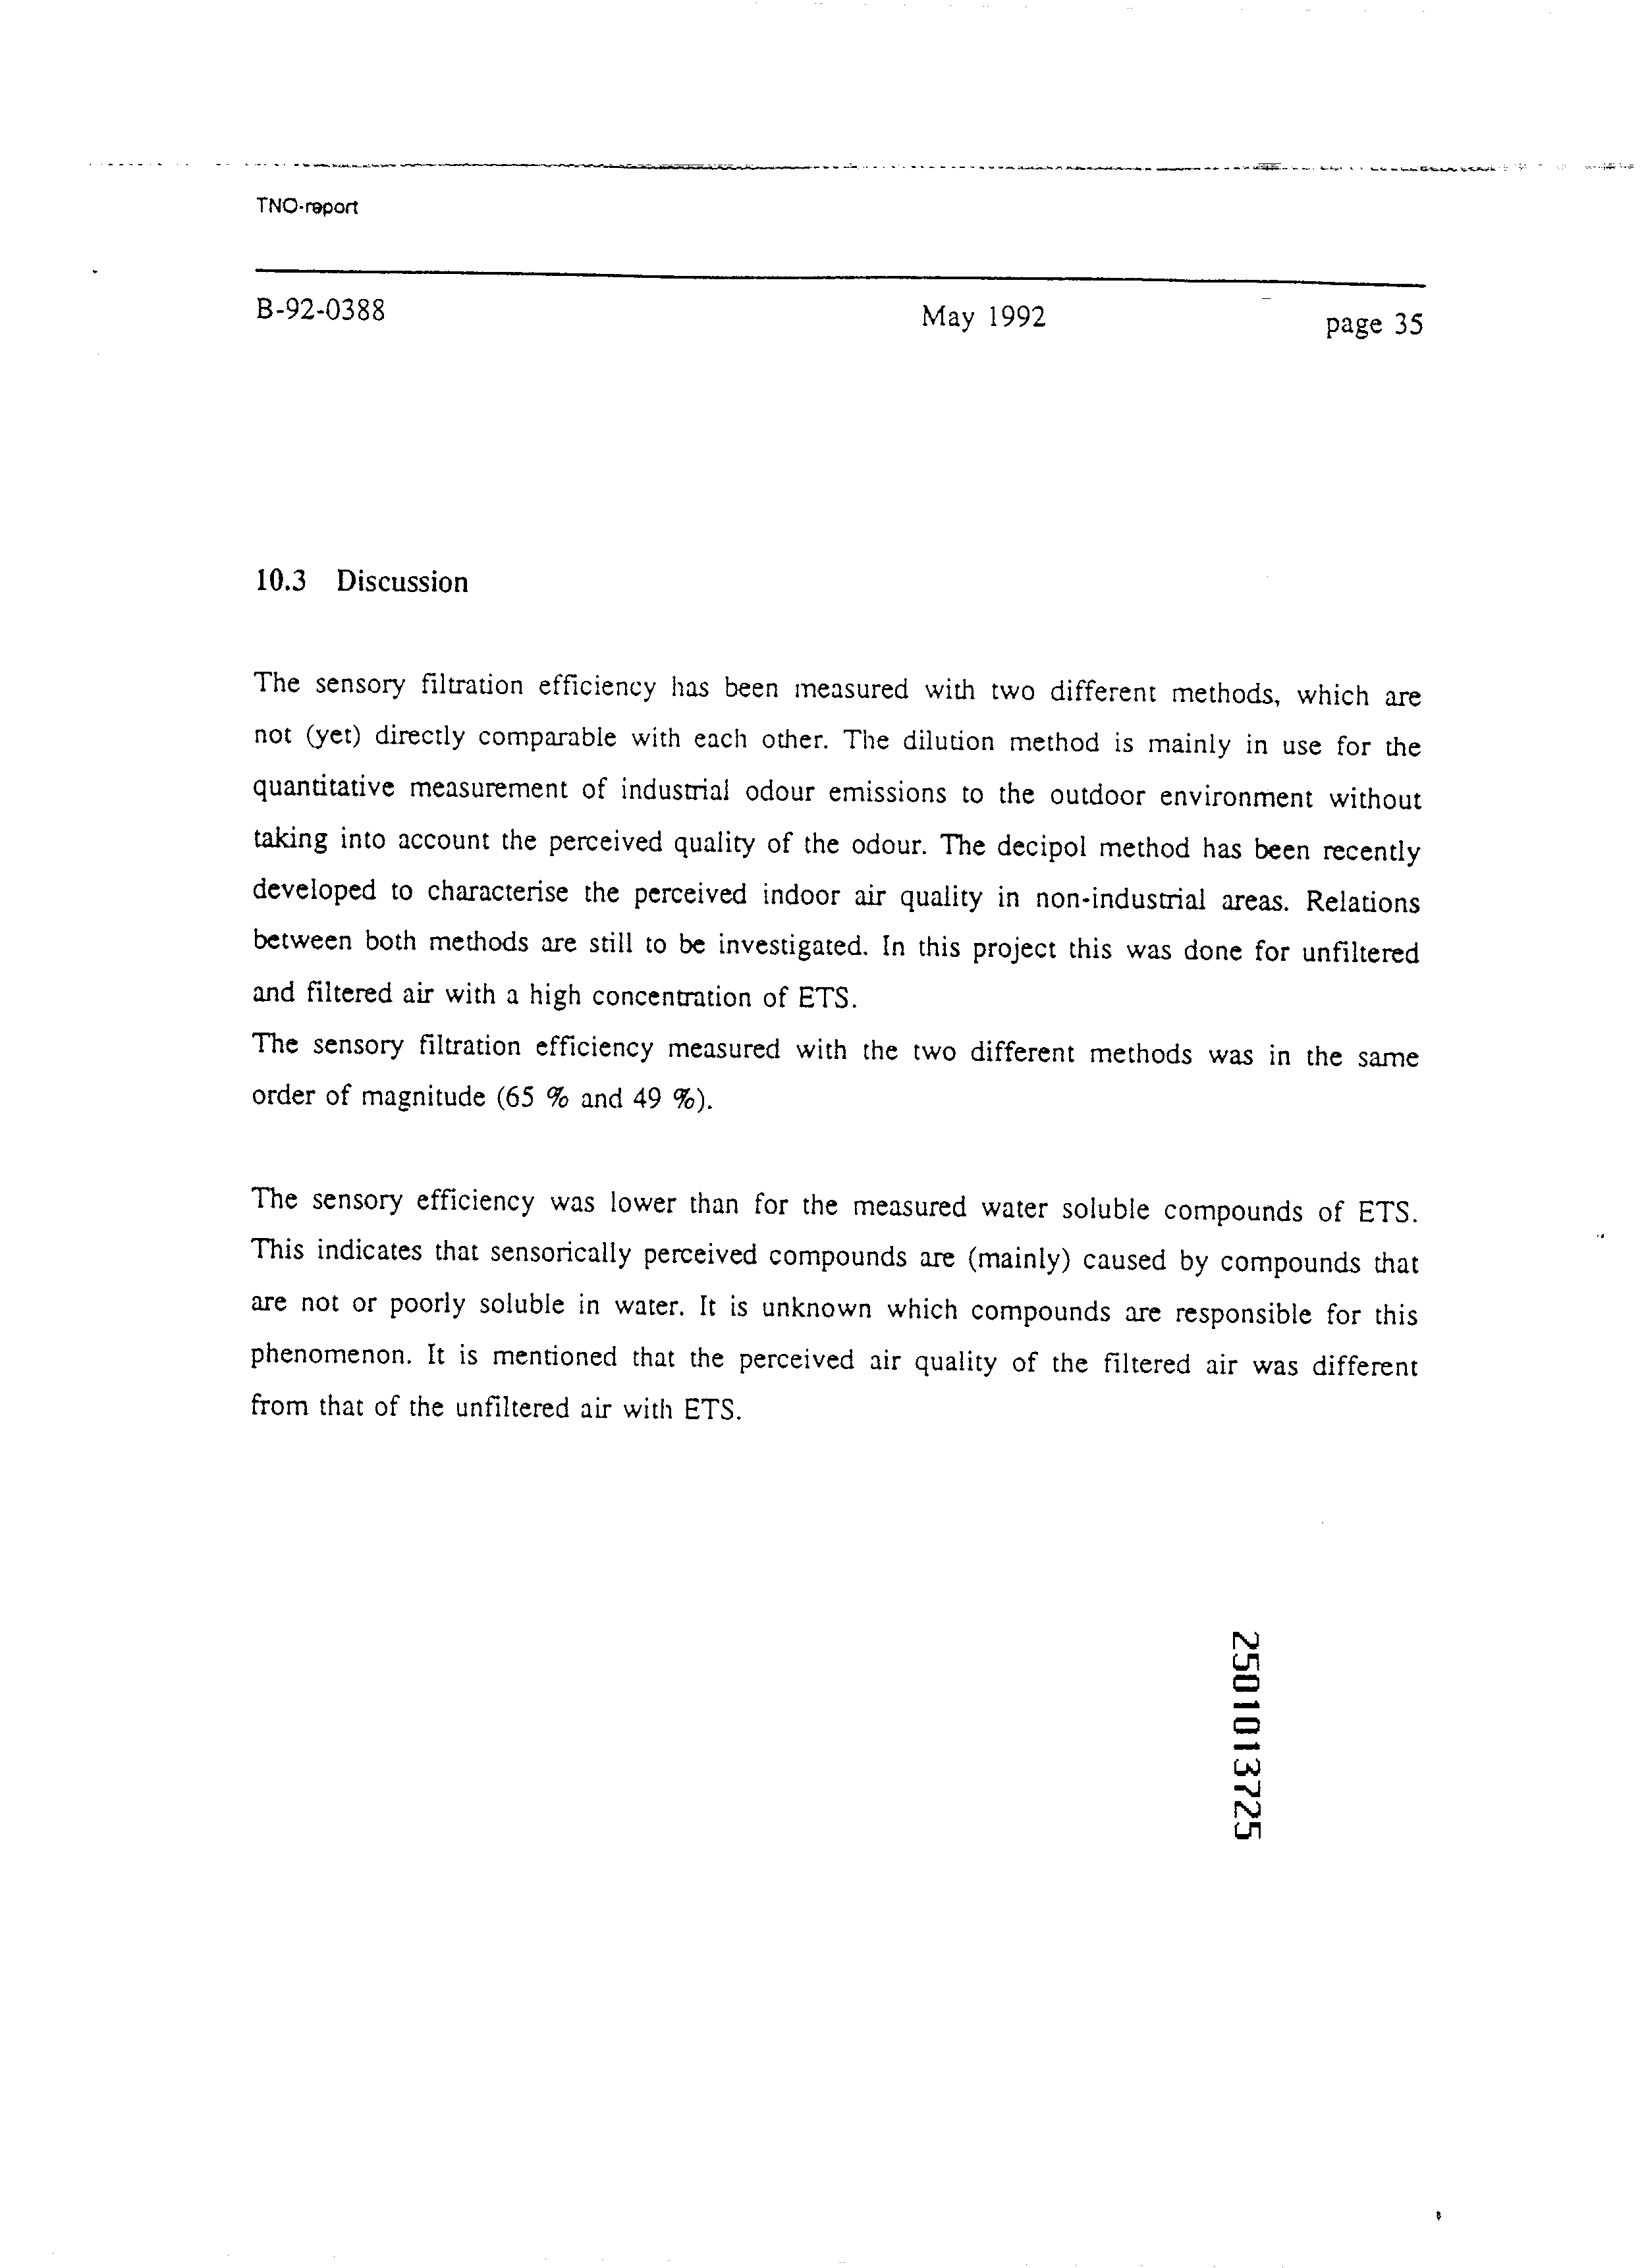 TNO-report
B-92-0388 May 1992 page 35
10.3 Discussion
The sensory filtration efficiency has been measured with two different methods, which are
not (yet) directly comparable with each other. The dilution method is mainly in use for the
quantitative measurement of industrial odour emissions to the outdoor environment without
taking into account the perceived quality of the odour. The decipol method has been recently
developed to characterise the perceived indoor air quality in non-industrial areas. Relations
between both methods are still to be investigated. In this project this was done for unfiltered
and filtered air with a high concentration of ETS.
The sensory filtration efficiency measured with the two different methods was in the same
order of magnitude (65 % and 49 %).
The sensory efficiency was lower than for the measured water soluble compounds of ETS.
This indicates that sensorically perceived compounds are (mainly) caused by compounds that
are not or poorly soluble in water. It is unknown which compounds are responsible for this
phenomenon. It is mentioned that the perceived air quality of the filtered air was different
from that of the unfiltered air with ETS.
2501013725